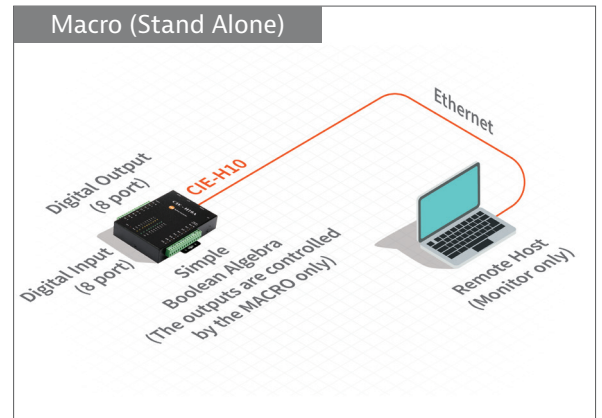 Macro (Stand Alone)
Ethernet
CIE-H10
Digital Output
(8 port)
Digital Input
(8 port)
Simple
Boolean Algebra
(The outputs are controlled
by the MACRO only)
Remote Host
(Monitor only)